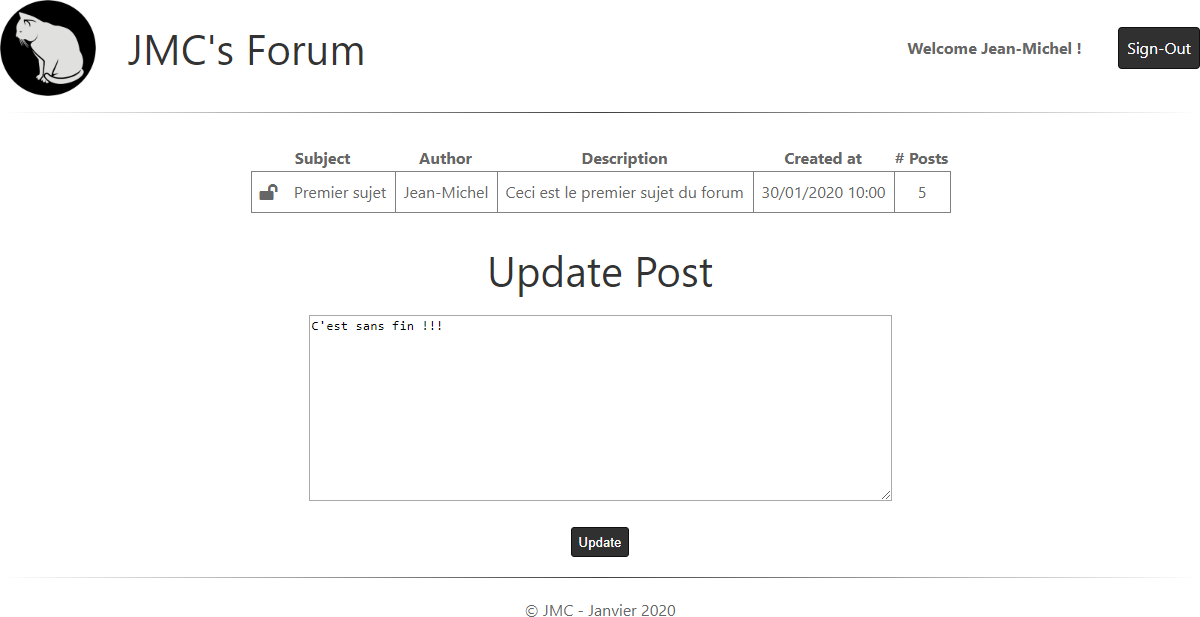 JMC's Forum
Welcome Jean-Michel !
Sign-Out
Subject Author Description Created at # Posts
Premier sujet Jean-Michel Ceci est le premier sujet du forum 30/01/2020 10:00 5
Update Post
C'est sans fin !!!
Update
© JMC - Janvier 2020